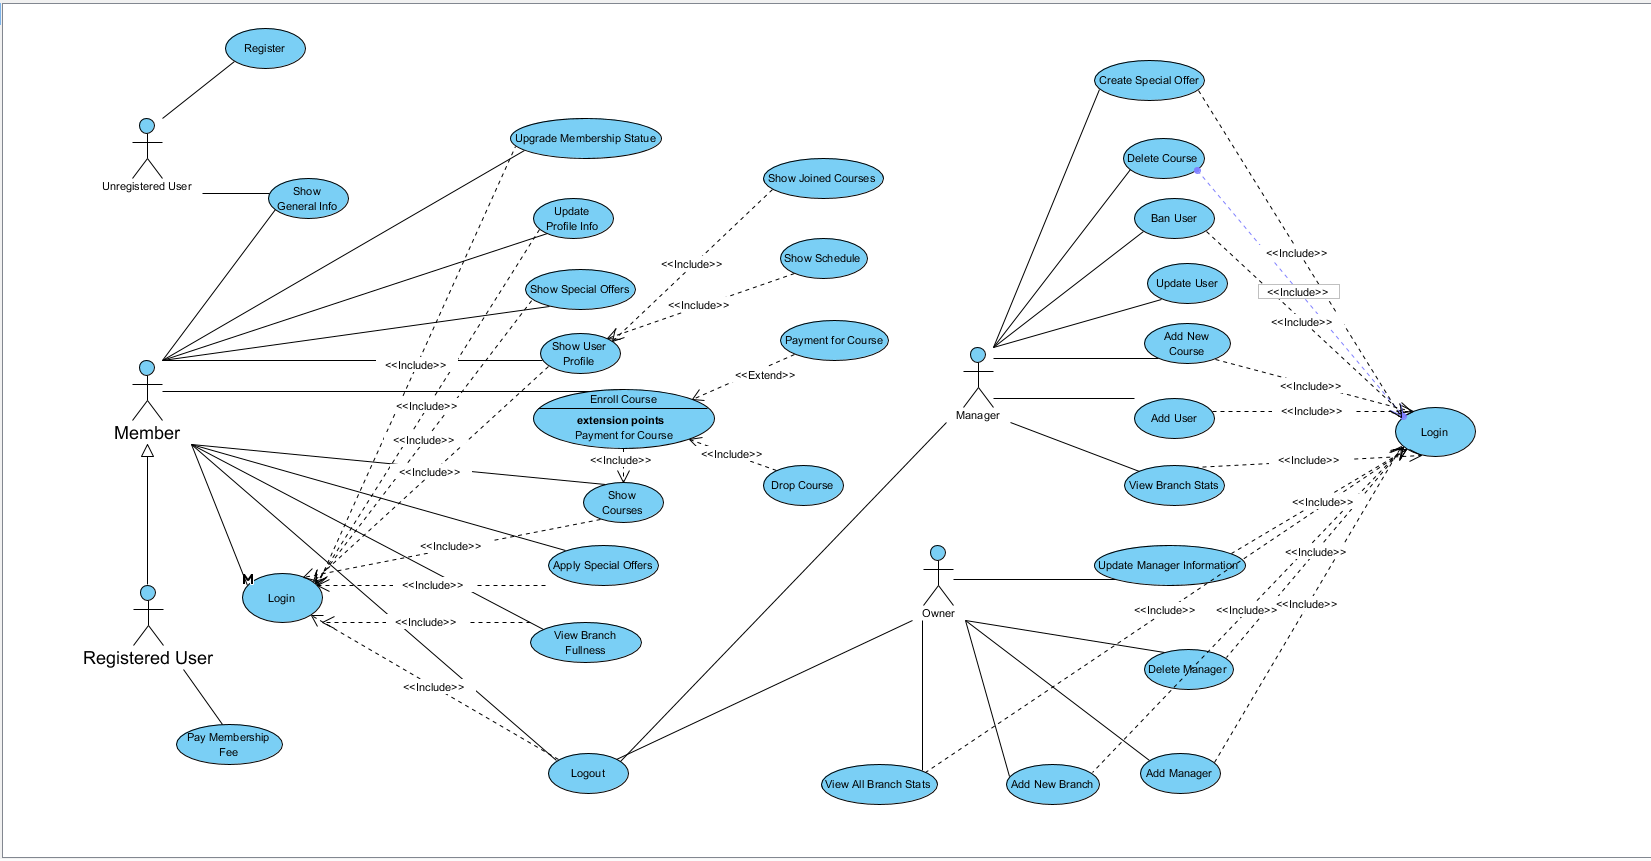 Register
Create Special Offer
Upgrade Membership Statue
Delete Course
Show Joined Courses
Unregistered User
Show
General Info
Update
Profile Info
Ban User
Show Schedule
<<Include>>
<<Include>>
Show Special Offers
Update User
<<Include>>
<<Include>>
<<Include>>
Payment for Course
Add New
Course
Show User
Profile
<<Include>>
<<Extend>>
<<Include>>
Enroll Course
extension points
Payment for Course
<<Include>>
<<Include>>
Manager
Add User
Login
Member
<<Include>>
<<Include>>
<<Include>>
<<Include>>
<<Include>>
Drop Course
View Branch Stats
Show
Courses
<<Include>>
<<Include>>
<<Include>>
Apply Special Offers
Update Manager Information
<<Include>>
M
Login
<<Include>>
<<Include>>
<<Include>>
Owner
<<Include>>
View Branch
Fullness
Registered User
Delete Manager
<<Include>>
Pay Membership
Fee
Logout
View All Branch Stats
Add New Branch
Add Manager